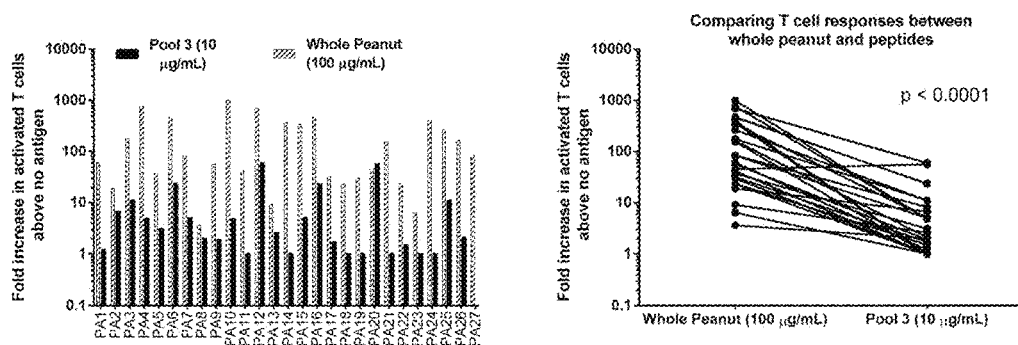 Pool 3 (10
μg/mL)
Whole Peanut
(100 μg/mL)
Fold increase in activated T cells
above no antigen
10000
1000
100
10
1
0.1
PA1
PA2
PA3
PA4
PA5
PA6
PA7
PA8
PA9
PA10
PA11
PA12
PA13
PA14
PA15
PA16
PA17
PA18
PA19
PA20
PA21
PA22
PA23
PA24
PA25
PA26
PA27
Comparing T cell responses between
whole peanut and peptides
p < 0.0001
Fold increase in activated T cells
above no antigen
10000
1000
100
10
1
0.1
Whole Peanut (100 μg/mL)
Pool 3 (10 μg/mL)